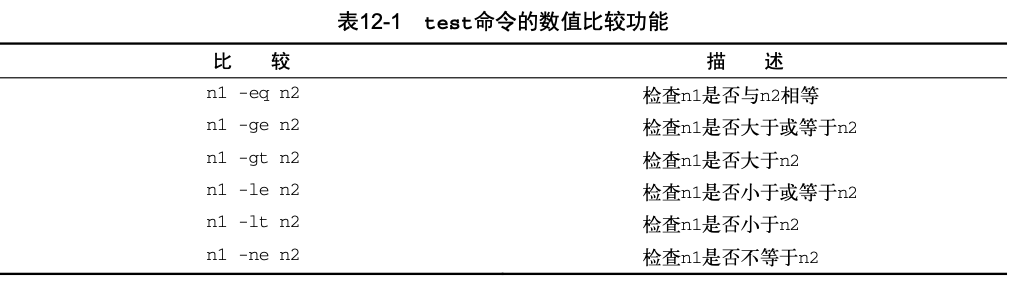 表12-1 test命令的数值比较功能
比 较 描 述
n1 -eq n2 检查n1是否与n2相等
n1 -ge n2 检查n1是否大于或等于n2
n1 -gt n2 检查n1是否大于n2
n1 -le n2 检查n1是否小于或等于n2
n1 -lt n2 检查n1是否小于n2
n1 -ne n2 检查n1是否不等于n2